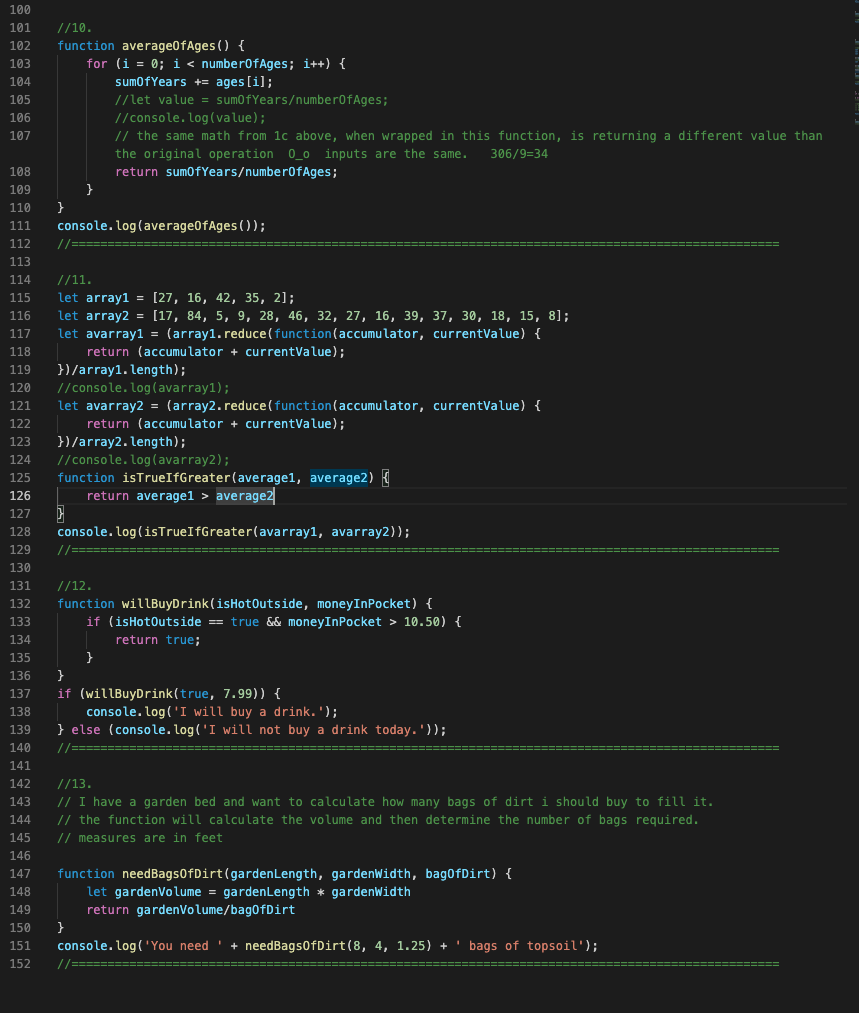 100
101 //10.
102 function averageOfAges() {
103 for (i = 0; i < numberOfAges; i++) {
104 sumOfYears += ages[i];
105 //let value = sumOfYears/numberOfAges;
106 //console.log(value);
107 // the same math from 1c above, when wrapped in this function, is returning a different value than
the original operation O_o inputs are the same. 306/9=34
108 return sumOfYears/numberOfAges;
109 }
110 }
111 console.log(averageOfAges());
112 //==================================================================================================
113
114 //11.
115 let array1 = [27, 16, 42, 35, 2];
116 let array2 = [17, 84, 5, 9, 28, 46, 32, 27, 16, 39, 37, 30, 18, 15, 8];
117 let avarray1 = (array1.reduce(function(accumulator, currentValue) {
118 return (accumulator + currentValue);
119 })/array1.length);
120 //console.log(avarray1);
121 let avarray2 = (array2.reduce(function(accumulator, currentValue) {
122 return (accumulator + currentValue);
123 })/array2.length);
124 //console.log(avarray2);
125 function isTrueIfGreater(average1, average2) {
126 return average1 > average2
127 }
128 console.log(isTrueIfGreater(avarray1, avarray2));
129 //==================================================================================================
130
131 //12.
132 function willBuyDrink(isHotOutside, moneyInPocket) {
133 if (isHotOutside == true && moneyInPocket > 10.50) {
134 return true;
135 }
136 }
137 if (willBuyDrink(true, 7.99)) {
138 console.log('I will buy a drink.');
139 } else (console.log('I will not buy a drink today.'));
140 //==================================================================================================
141
142 //13.
143 // I have a garden bed and want to calculate how many bags of dirt i should buy to fill it.
144 // the function will calculate the volume and then determine the number of bags required.
145 // measures are in feet
146
147 function needBagsOfDirt(gardenLength, gardenWidth, bagOfDirt) {
148 let gardenVolume = gardenLength * gardenWidth
149 return gardenVolume/bagOfDirt
150 }
151 console.log('You need ' + needBagsOfDirt(8, 4, 1.25) + ' bags of topsoil');
152 //==================================================================================================